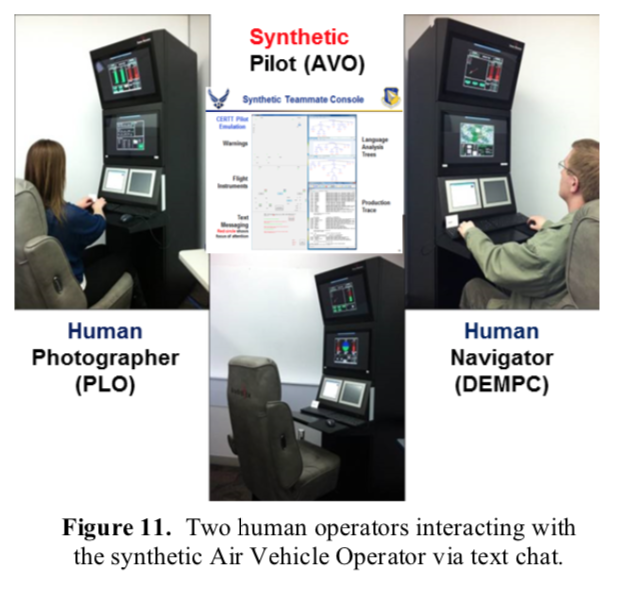 Synthetic
Pilot (AVO)
Synthetic Teammate Console
CERTT Pilot
Emulation
Warnings
Language
Analysis
Trees
Flight
Instruments
Production
Trace
Text
Messaging
Human
Photographer
(PLO)
Human
Navigator
(DEMPC)
Figure 11. Two human operators interacting with
the synthetic Air Vehicle Operator via text chat.